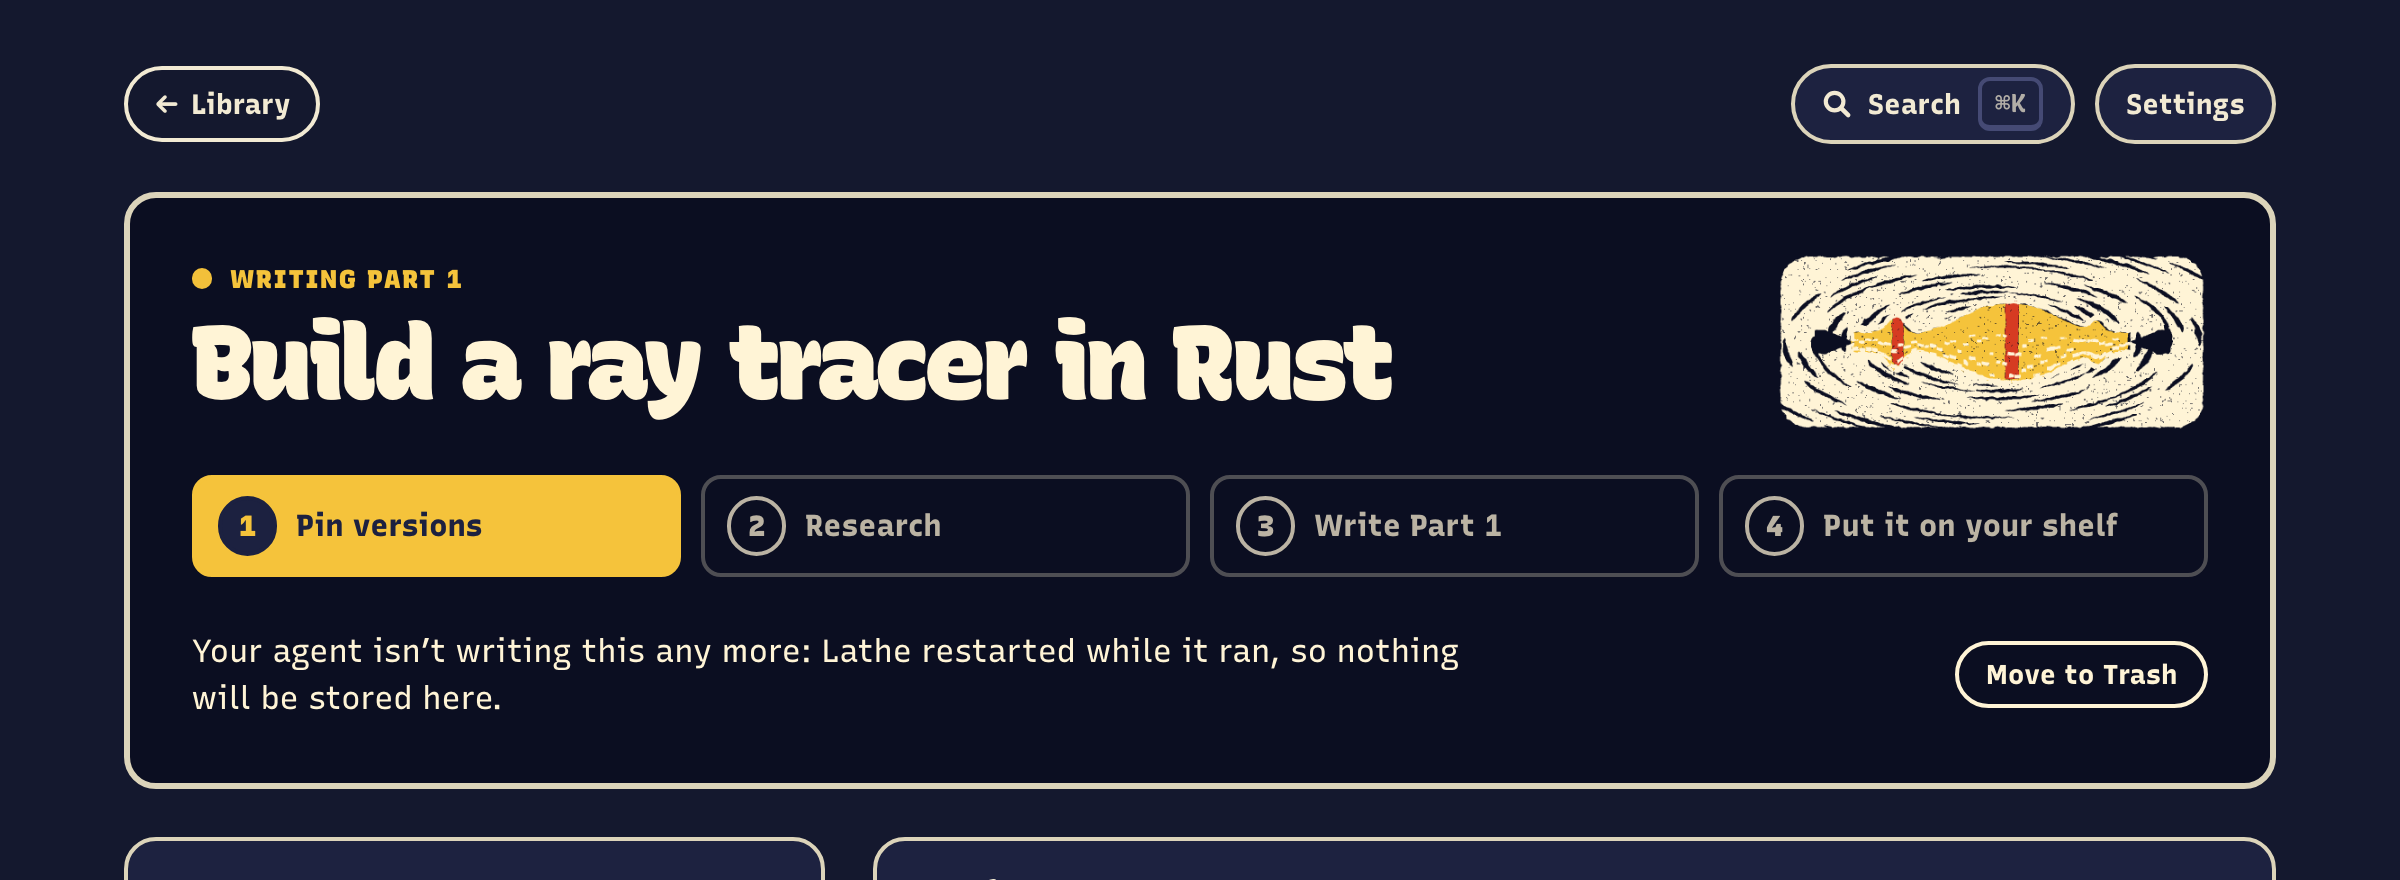 ← Library
Search ⌘K
Settings
WRITING PART 1
Build a ray tracer in Rust
1 Pin versions
2 Research
3 Write Part 1
4 Put it on your shelf
Your agent isn’t writing this any more: Lathe restarted while it ran, so nothing
will be stored here.
Move to Trash